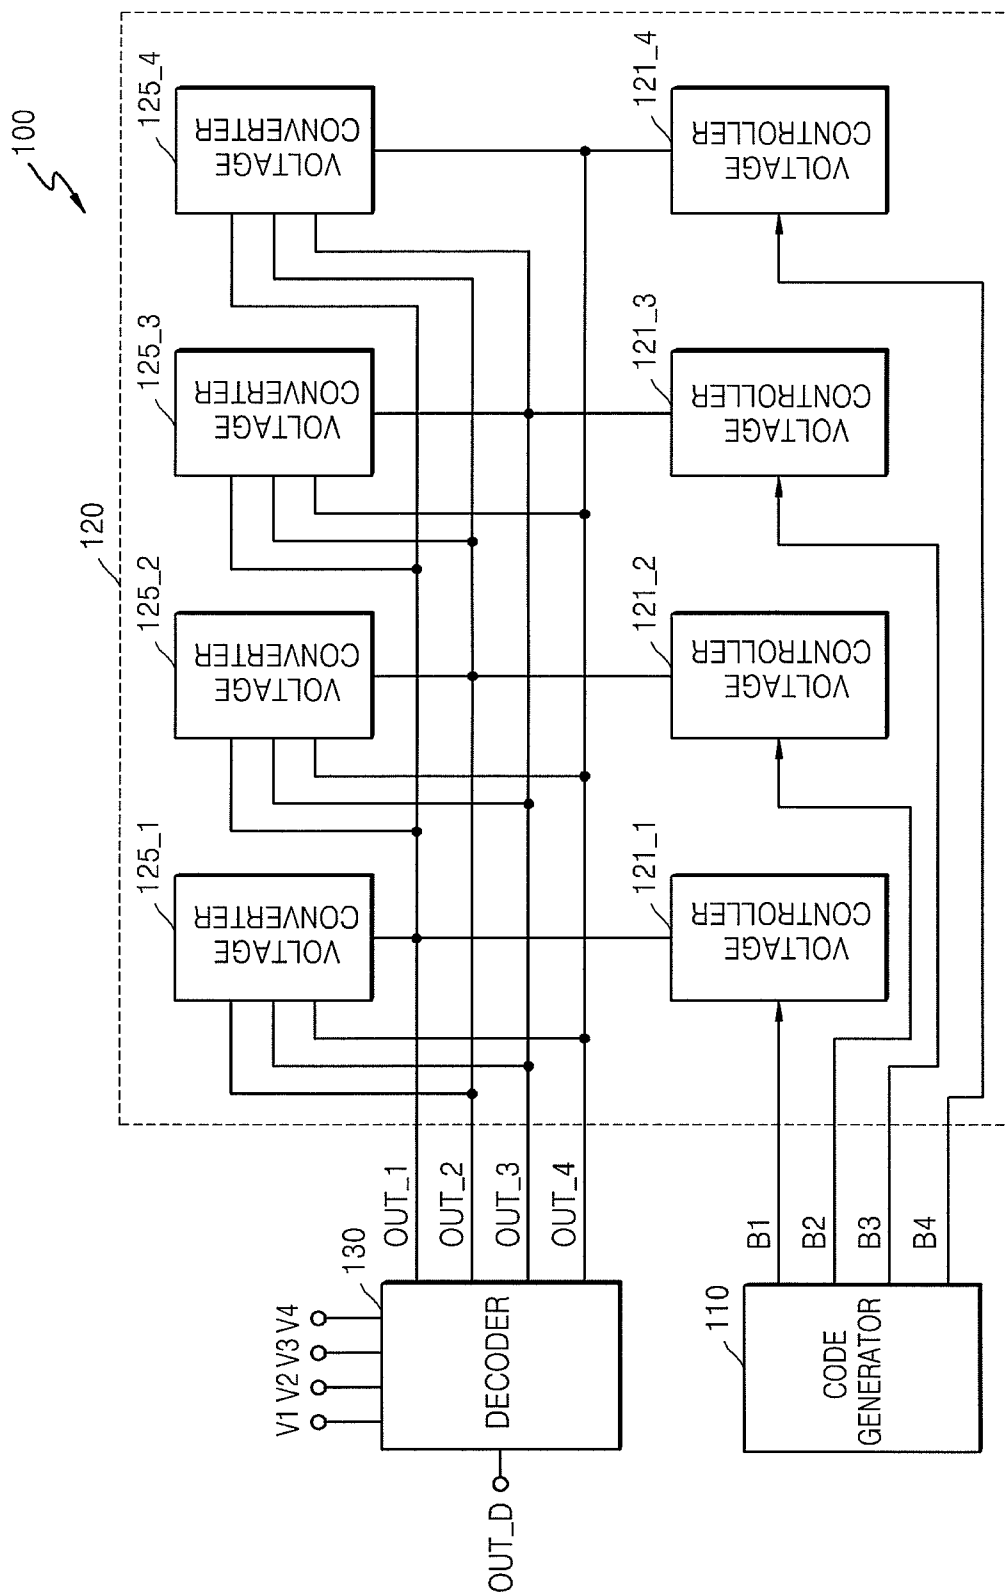 100
120
125_4
VOLTAGE
CONVERTER
125_3
VOLTAGE
CONVERTER
125_2
VOLTAGE
CONVERTER
125_1
VOLTAGE
CONVERTER
121_4
VOLTAGE
CONTROLLER
121_3
VOLTAGE
CONTROLLER
121_2
VOLTAGE
CONTROLLER
121_1
VOLTAGE
CONTROLLER
OUT_1
OUT_2
OUT_3
OUT_4
130
V1 V2 V3 V4
DECODER
OUT_D
B1
B2
B3
B4
110
CODE
GENERATOR